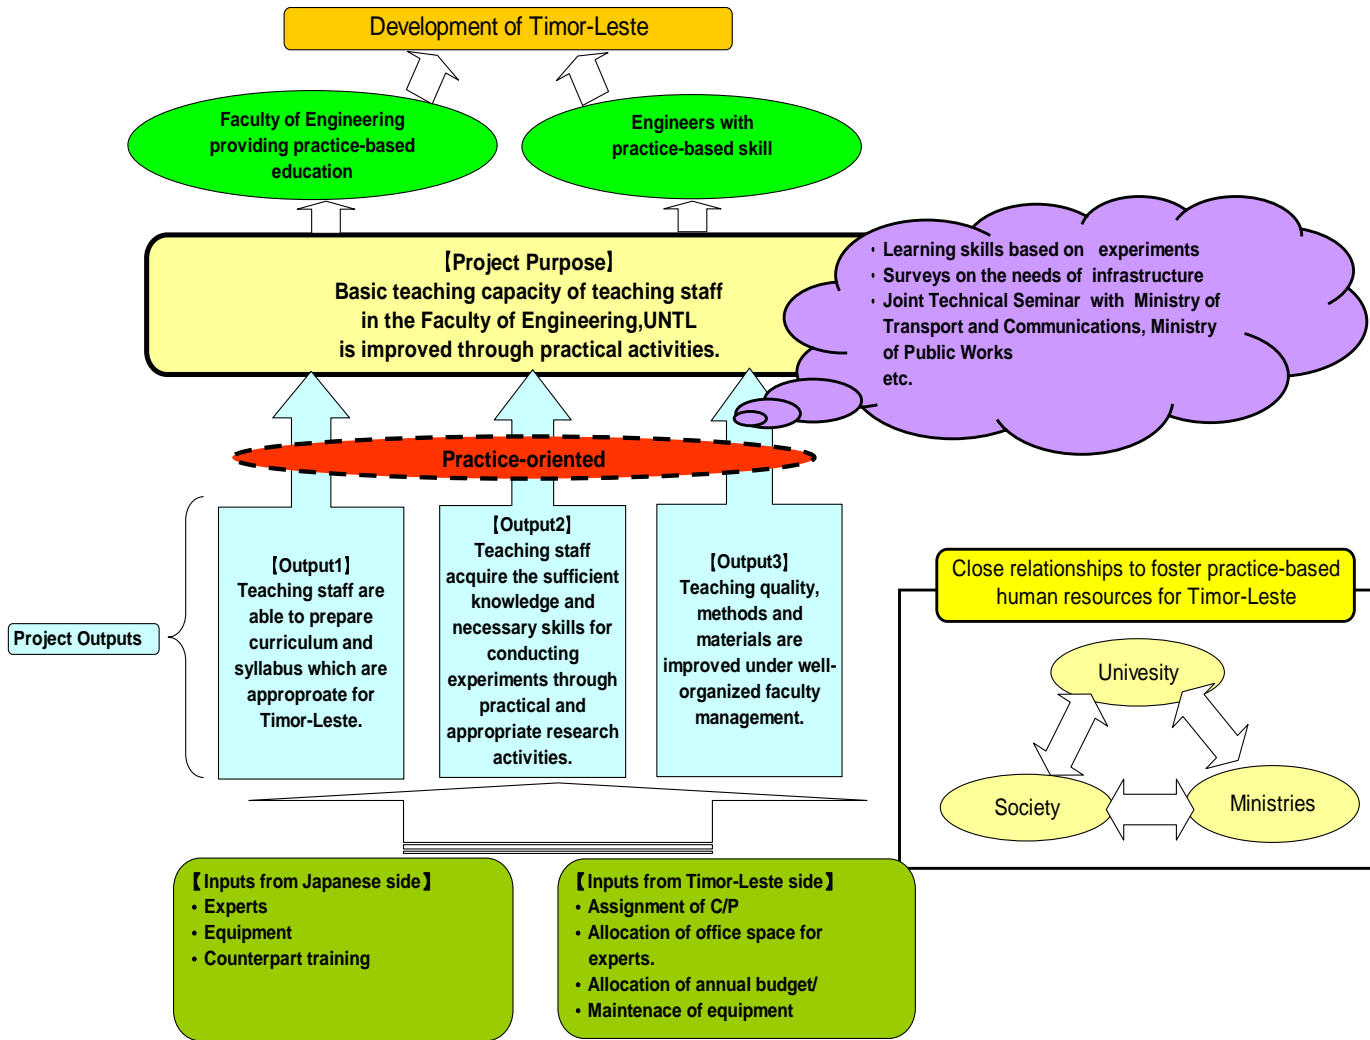 Development of Timor-Leste
Faculty of Engineering
providing practice-based
education
Engineers with
practice-based skill
【Project Purpose】
Basic teaching capacity of teaching staff
in the Faculty of Engineering,UNTL
is improved through practical activities.
・Learning skills based on experiments
・Surveys on the needs of infrastructure
・Joint Technical Seminar with Ministry of
Transport and Communications, Ministry
of Public Works
etc.
Practice-oriented
Project Outputs
【Output1】
Teaching staff are
able to prepare
curriculum and
syllabus which are
approproate for
Timor-Leste.
【Output2】
Teaching staff
acquire the sufficient
knowledge and
necessary skills for
conducting
experiments through
practical and
appropriate research
activities.
【Output3】
Teaching quality,
methods and
materials are
improved under well-
organized faculty
management.
Close relationships to foster practice-based
human resources for Timor-Leste
Univesity
Society
Ministries
【Inputs from Japanese side】
・Experts
・Equipment
・Counterpart training
【Inputs from Timor-Leste side】
・Assignment of C/P
・Allocation of office space for
experts.
・Allocation of annual budget/
・Maintenace of equipment